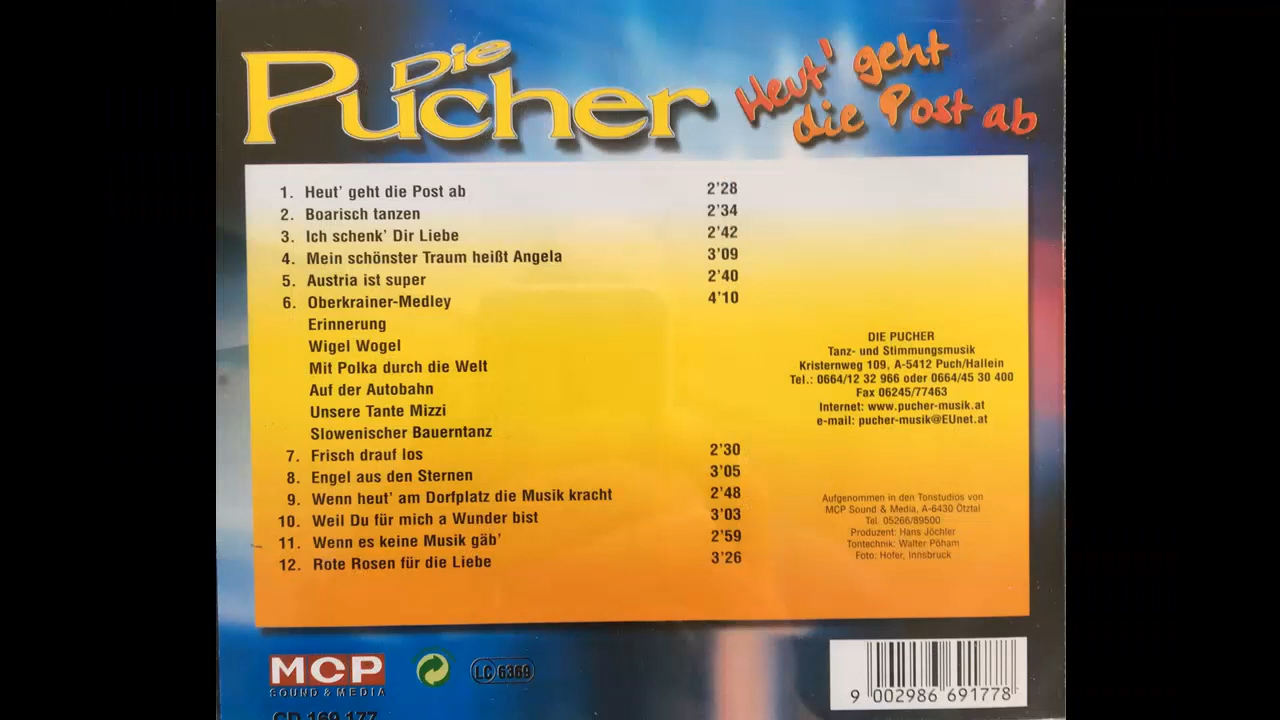 Die
Pucher
Heut' geht
die Post ab
1. Heut' geht die Post ab 2'28
2. Boarisch tanzen 2'34
3. Ich schenk' Dir Liebe 2'42
4. Mein schönster Traum heißt Angela 3'09
5. Austria ist super 2'40
6. Oberkrainer-Medley 4'10
Erinnerung
Wigel Wogel
Mit Polka durch die Welt
Auf der Autobahn
Unsere Tante Mizzi
Slowenischer Bauerntanz
7. Frisch drauf los 2'30
8. Engel aus den Sternen 3'05
9. Wenn heut' am Dorfplatz die Musik kracht 2'48
10. Weil Du für mich a Wunder bist 3'03
11. Wenn es keine Musik gäb' 2'59
12. Rote Rosen für die Liebe 3'26
DIE PUCHER
Tanz- und Stimmungsmusik
Kristernweg 109, A-5412 Puch/Hallein
Tel.: 0664/12 32 966 oder 0664/45 30 400
Fax 06245/77463
Internet: www.pucher-musik.at
e-mail: pucher-musik@EUnet.at
Aufgenommen in den Tonstudios von
MCP Sound & Media, A-6430 Ötztal
Tel. 05266/89500
Produzent: Hans Jöchler
Tontechnik: Walter Pöham
Foto: Hofer, Innsbruck
MCP
SOUND & MEDIA
LC 6369
CD 169.177
9 002986 691778